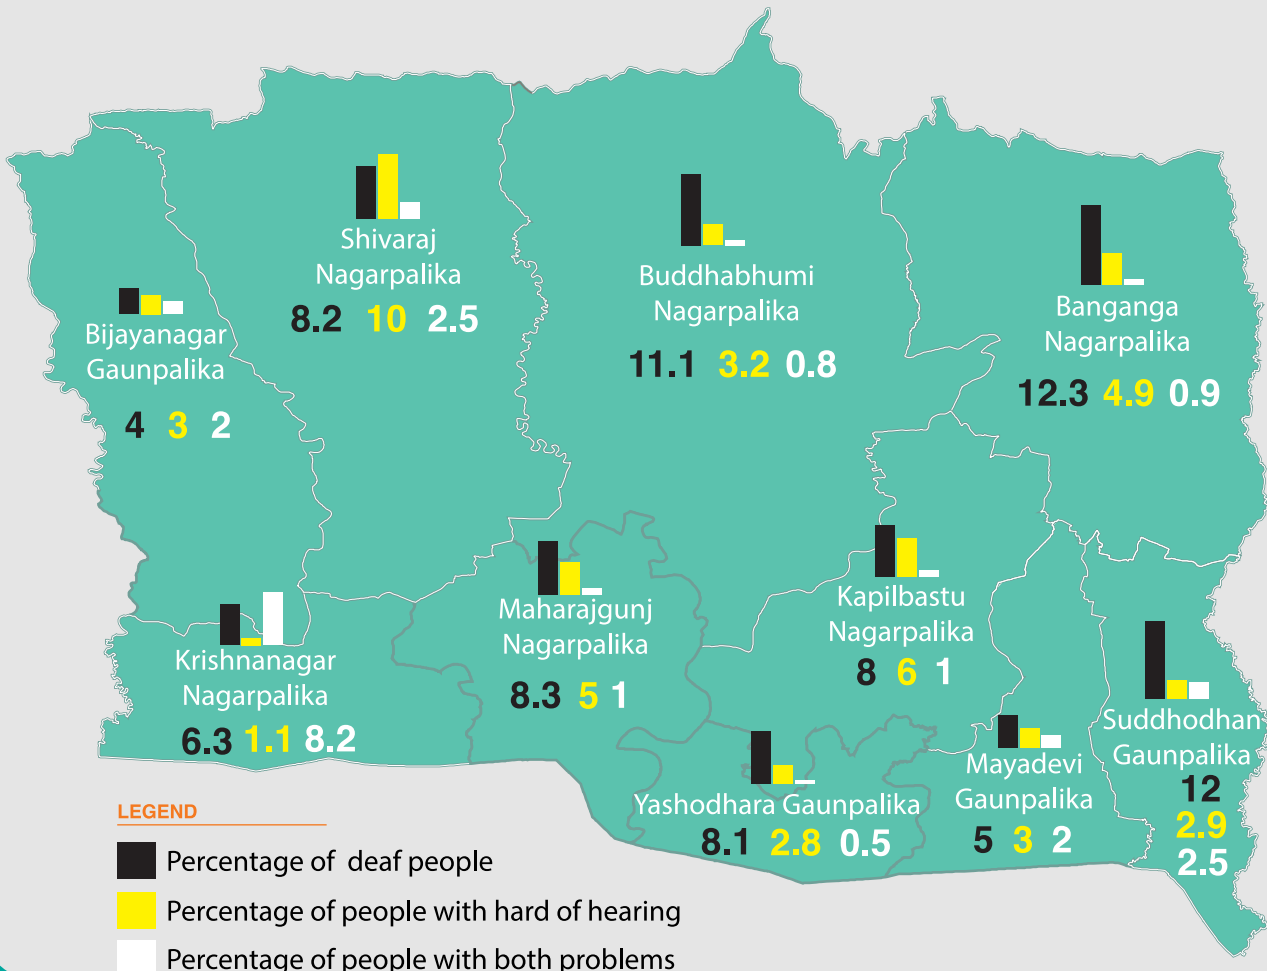 Shivaraj
Nagarpalika
8.2 10 2.5
Buddhabhumi
Nagarpalika
11.1 3.2 0.8
Banganga
Nagarpalika
12.3 4.9 0.9
Bijayanagar
Gaunpalika
4 3 2
Maharajgunj
Nagarpalika
8.3 5 1
Kapilbastu
Nagarpalika
8 6 1
Krishnanagar
Nagarpalika
6.3 1.1 8.2
Suddhodhan
Gaunpalika
12
2.9
2.5
Mayadevi
Gaunpalika
5 3 2
Yashodhara Gaunpalika
8.1 2.8 0.5
LEGEND
Percentage of deaf people
Percentage of people with hard of hearing
Percentage of people with both problems